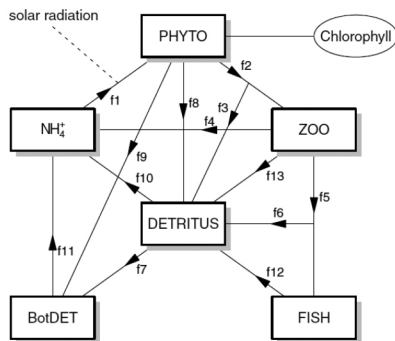 solar radiation
PHYTO
Chlorophyll
f1
f2
f8
f3
NH₄⁺
f4
ZOO
f9
f10
f13
f5
DETRITUS
f6
f11
f7
f12
BotDET
FISH